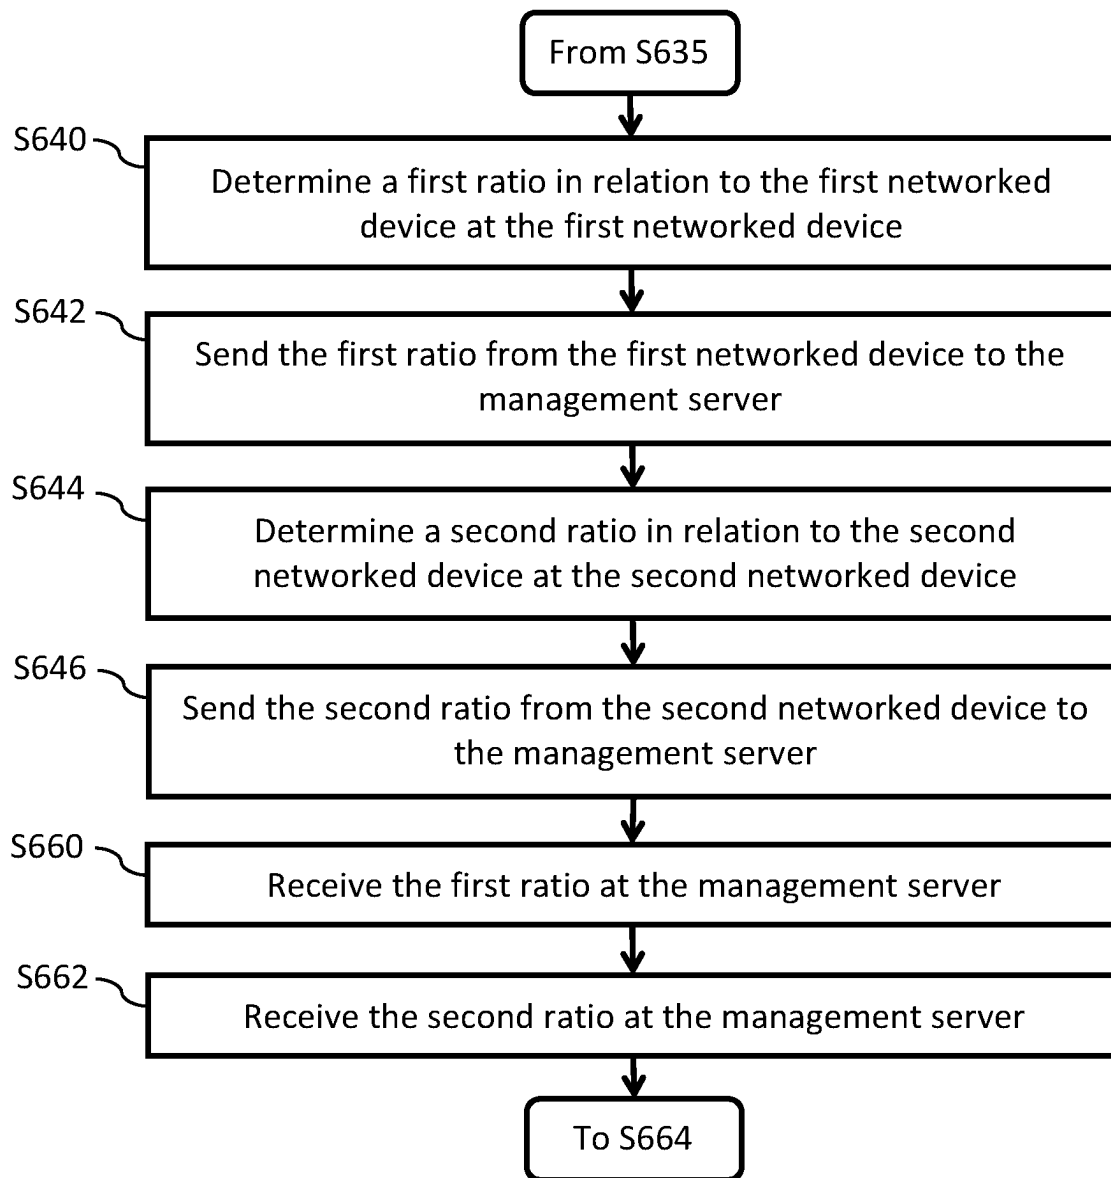 From S635
S640
Determine a first ratio in relation to the first networked
device at the first networked device
S642
Send the first ratio from the first networked device to the
management server
S644
Determine a second ratio in relation to the second
networked device at the second networked device
S646
Send the second ratio from the second networked device to
the management server
S660
Receive the first ratio at the management server
S662
Receive the second ratio at the management server
To S664